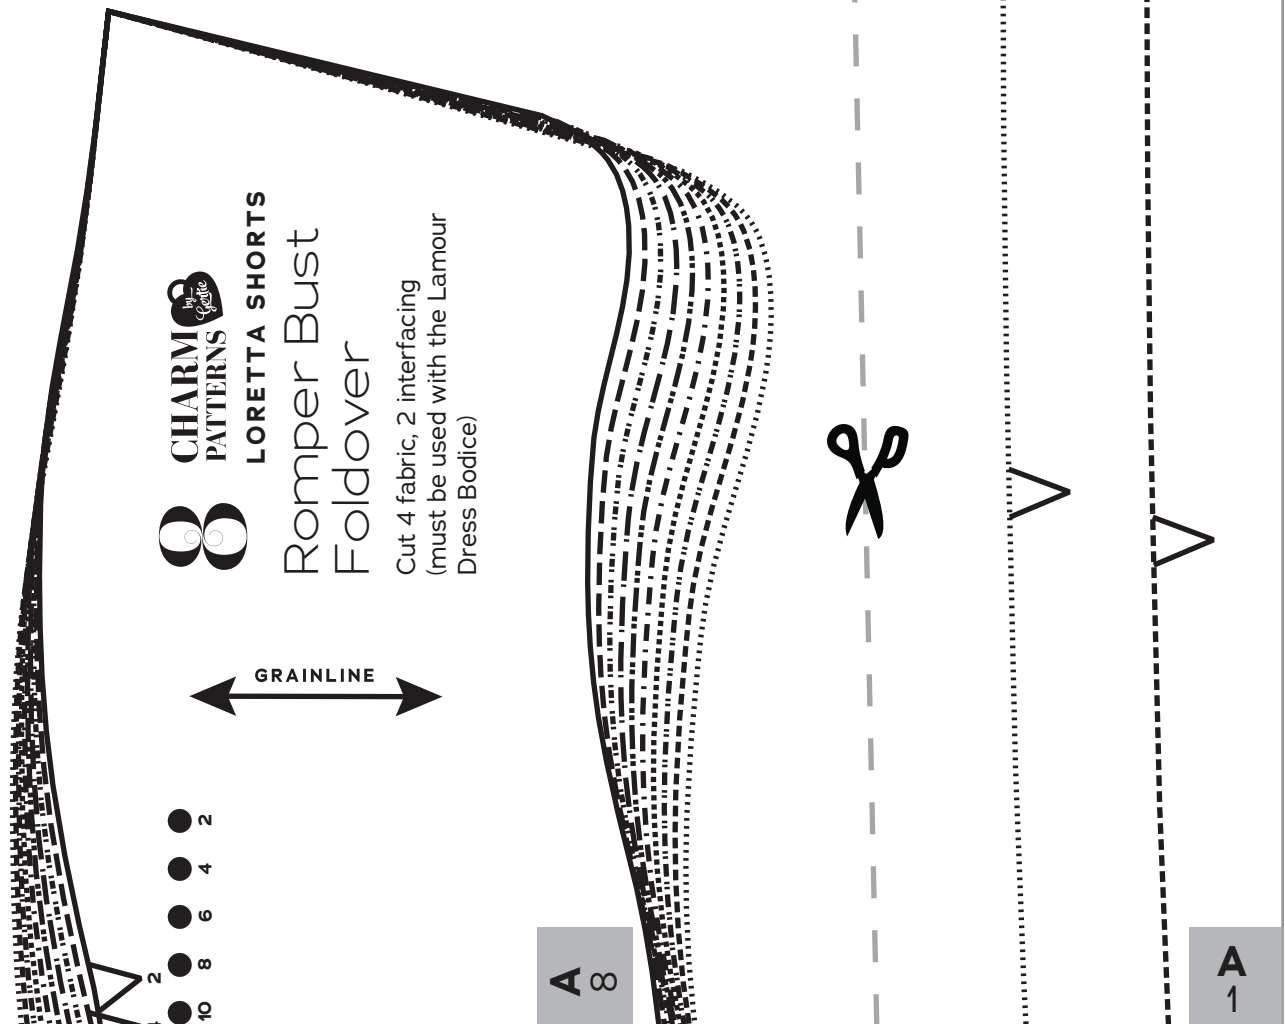 8
CHARM
PATTERNS
by
Gertie
LORETTA SHORTS
Romper Bust
Foldover
Cut 4 fabric, 2 interfacing
(must be used with the Lamour
Dress Bodice)
GRAINLINE
2
4
6
8
10
2
A
8
A
1